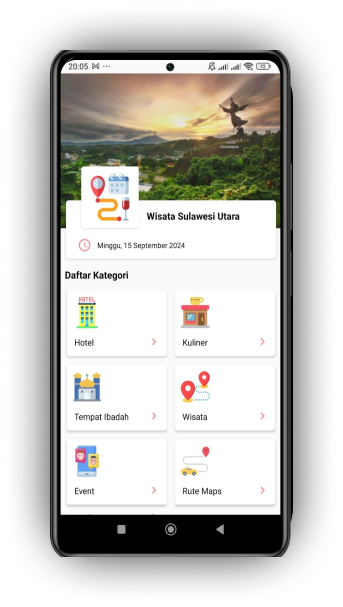 20:05
Wisata Sulawesi Utara
Minggu, 15 September 2024
Daftar Kategori
HOTEL
Hotel
Kuliner
Tempat Ibadah
Wisata
Event
Rute Maps